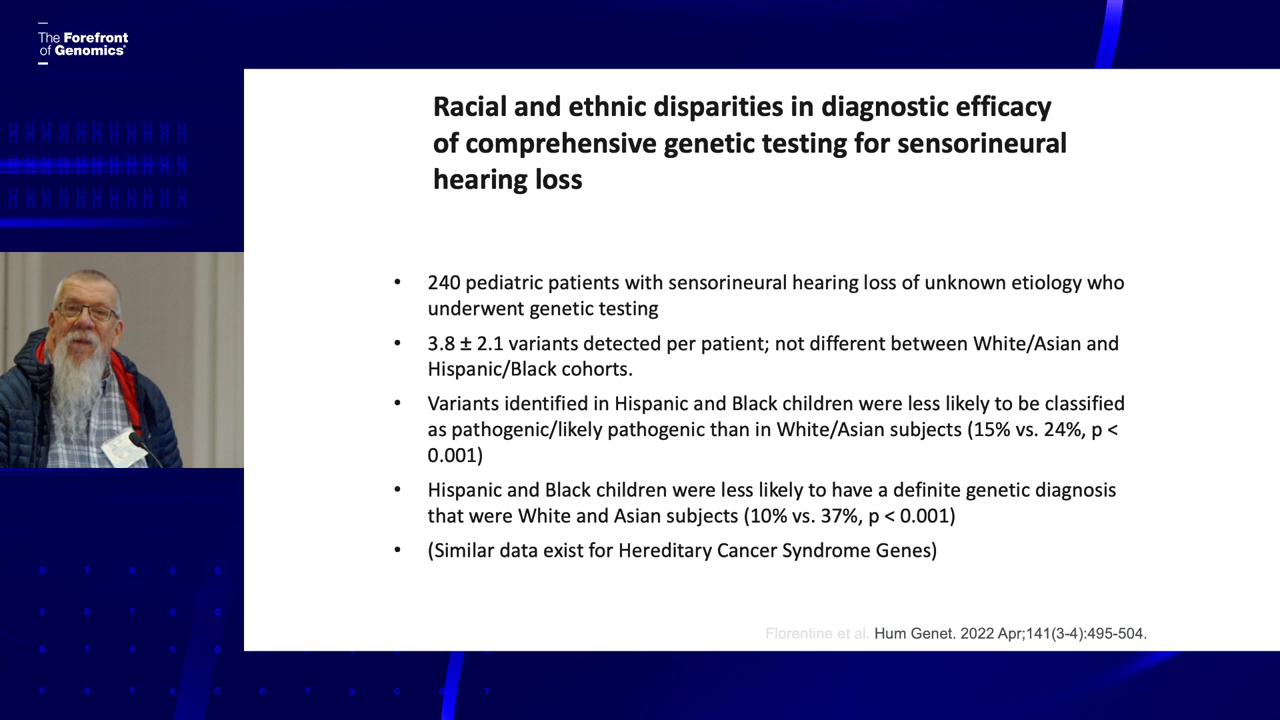 The Forefront
of Genomics®
Racial and ethnic disparities in diagnostic efficacy
of comprehensive genetic testing for sensorineural
hearing loss
• 240 pediatric patients with sensorineural hearing loss of unknown etiology who
underwent genetic testing
• 3.8 ± 2.1 variants detected per patient; not different between White/Asian and
Hispanic/Black cohorts.
• Variants identified in Hispanic and Black children were less likely to be classified
as pathogenic/likely pathogenic than in White/Asian subjects (15% vs. 24%, p <
0.001)
• Hispanic and Black children were less likely to have a definite genetic diagnosis
that were White and Asian subjects (10% vs. 37%, p < 0.001)
• (Similar data exist for Hereditary Cancer Syndrome Genes)
Florentine et al. Hum Genet. 2022 Apr;141(3-4):495-504.